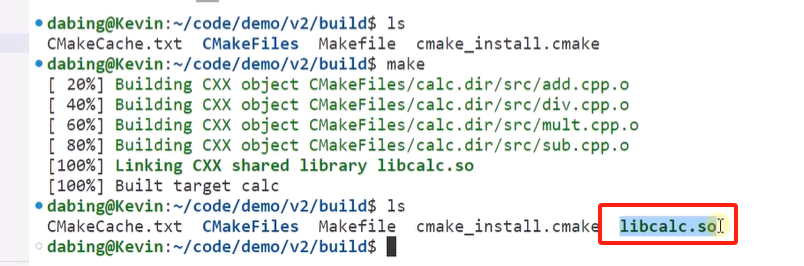 dabing@Kevin:~/code/demo/v2/build$ ls
CMakeCache.txt CMakeFiles Makefile cmake_install.cmake
dabing@Kevin:~/code/demo/v2/build$ make
[ 20%] Building CXX object CMakeFiles/calc.dir/src/add.cpp.o
[ 40%] Building CXX object CMakeFiles/calc.dir/src/div.cpp.o
[ 60%] Building CXX object CMakeFiles/calc.dir/src/mult.cpp.o
[ 80%] Building CXX object CMakeFiles/calc.dir/src/sub.cpp.o
[100%] Linking CXX shared library libcalc.so
[100%] Built target calc
dabing@Kevin:~/code/demo/v2/build$ ls
CMakeCache.txt CMakeFiles Makefile cmake_install.cmake libcalc.so
dabing@Kevin:~/code/demo/v2/build$